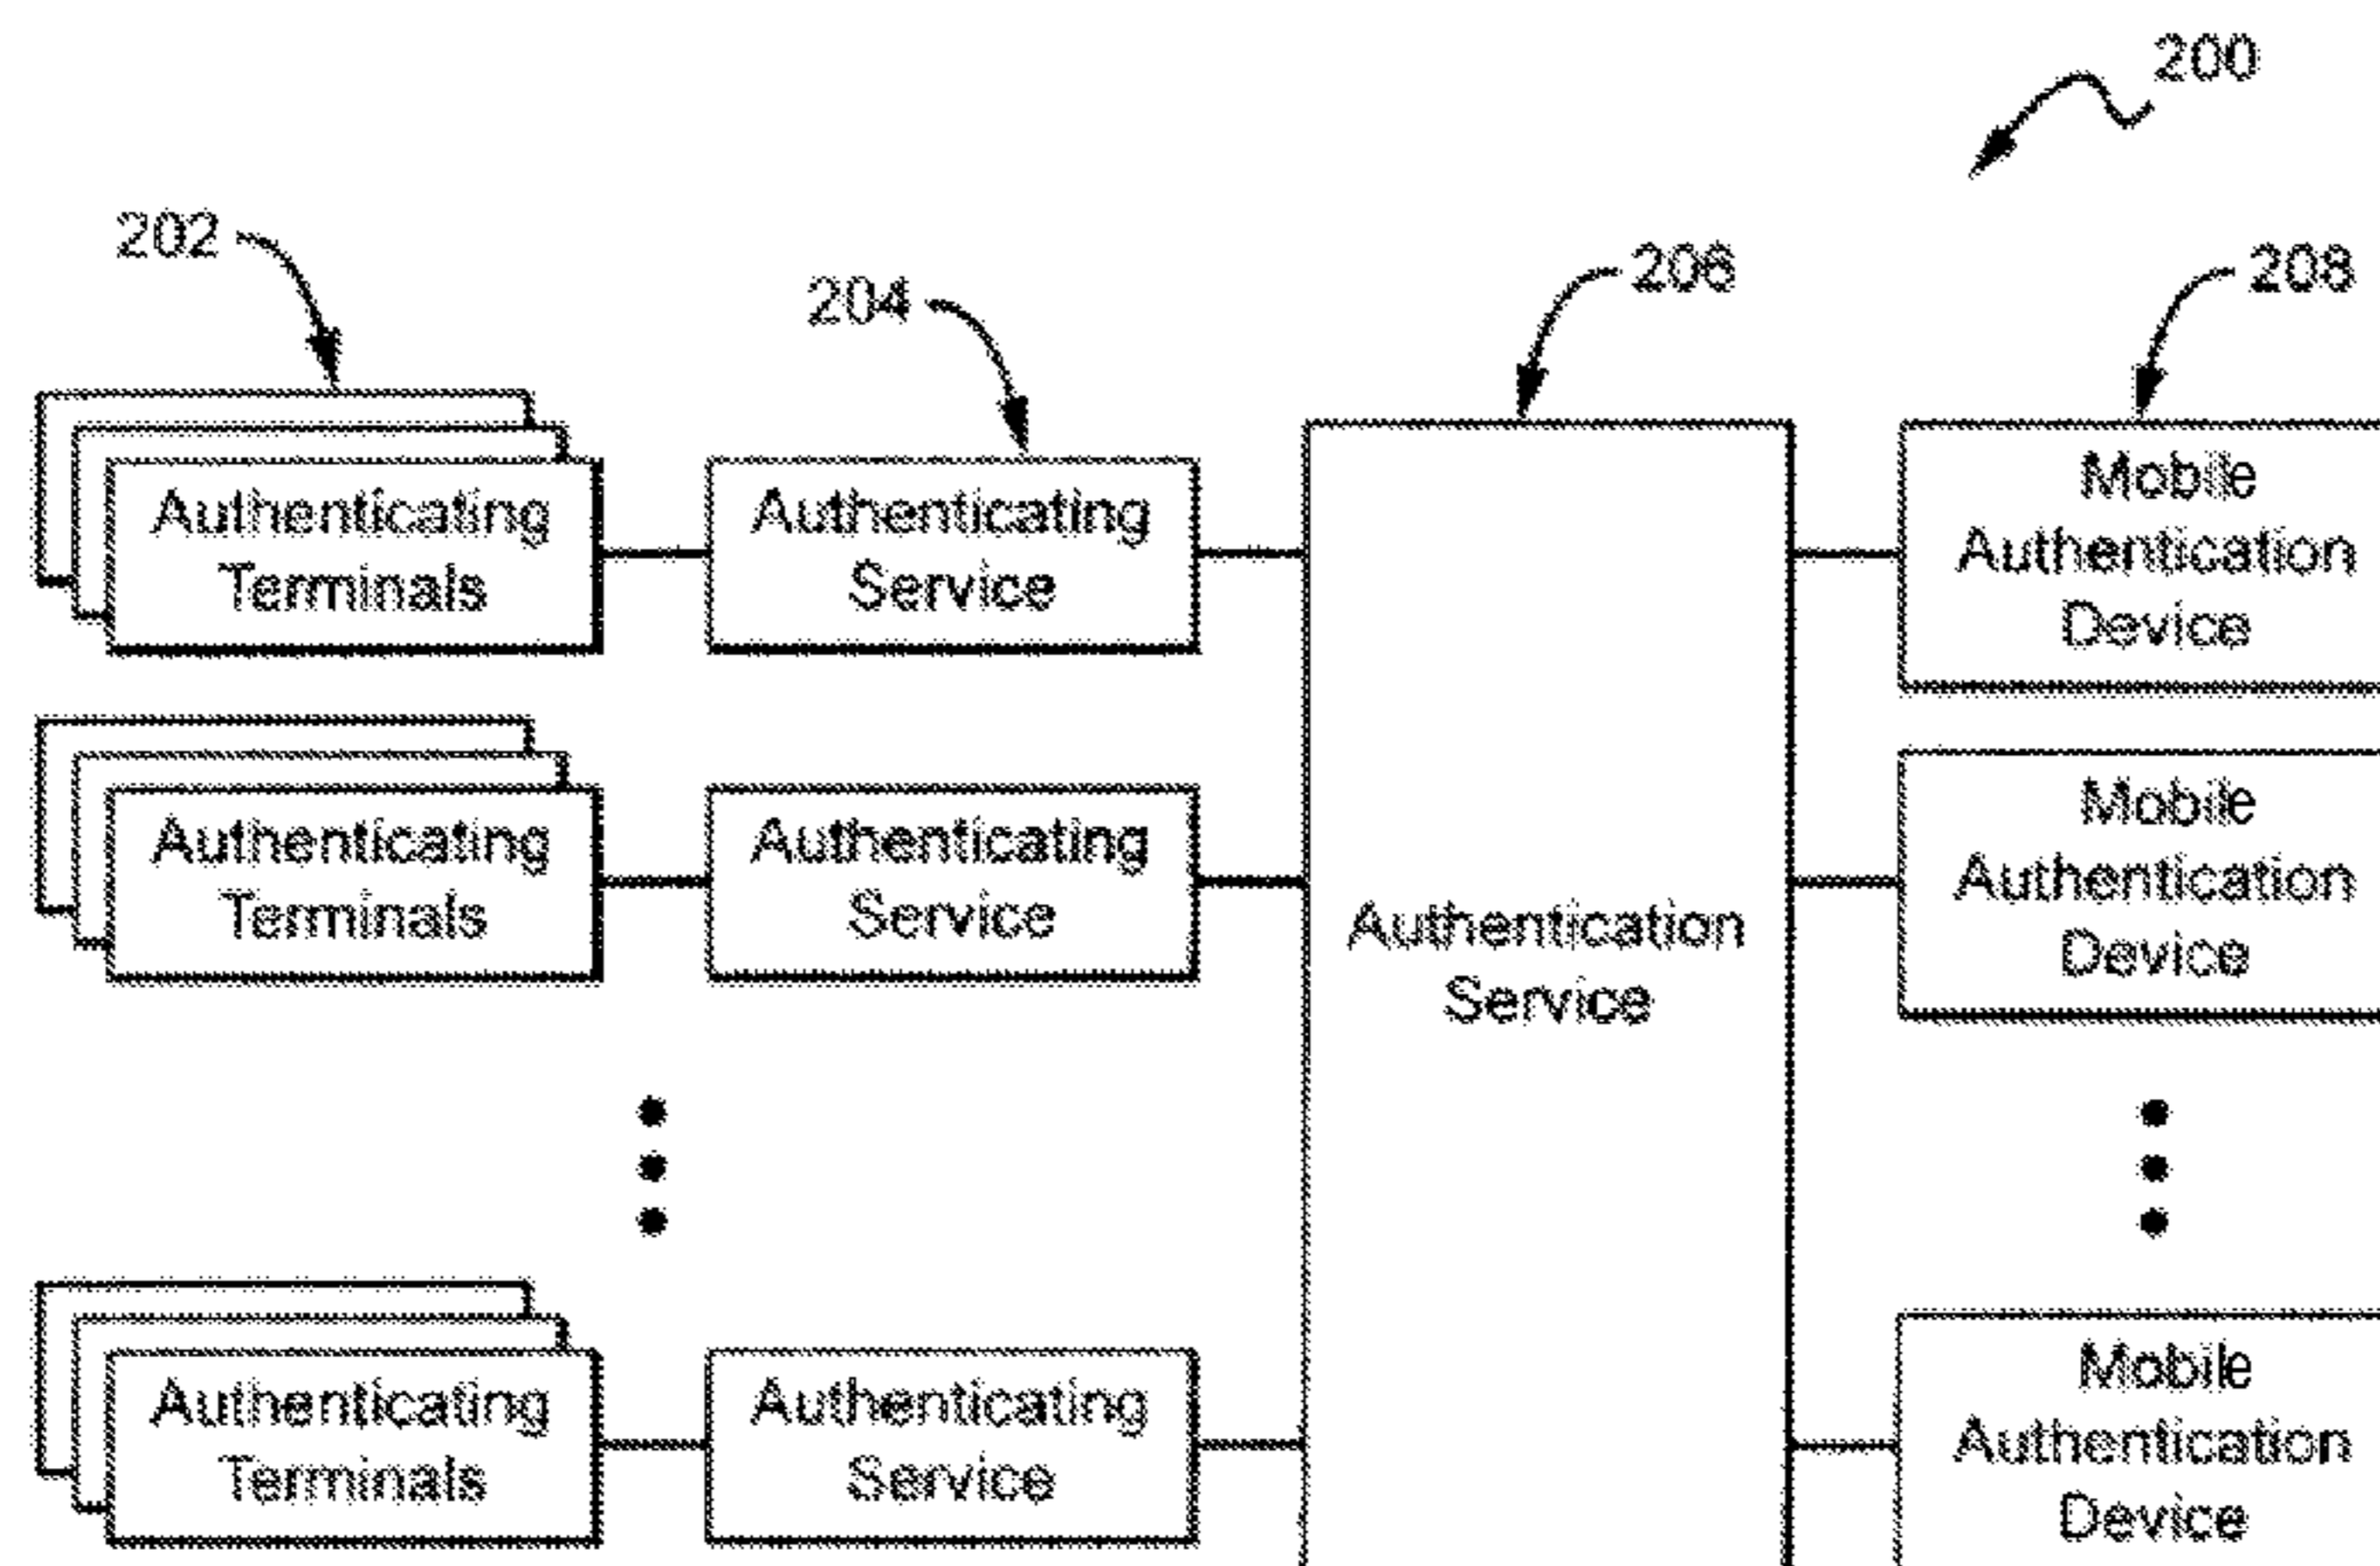 200
202
204
206
208
Authenticating
Terminals
Authenticating
Service
Mobile
Authentication
Device
Authenticating
Terminals
Authenticating
Service
Authentication
Service
Mobile
Authentication
Device
Authenticating
Terminals
Authenticating
Service
Mobile
Authentication
Device